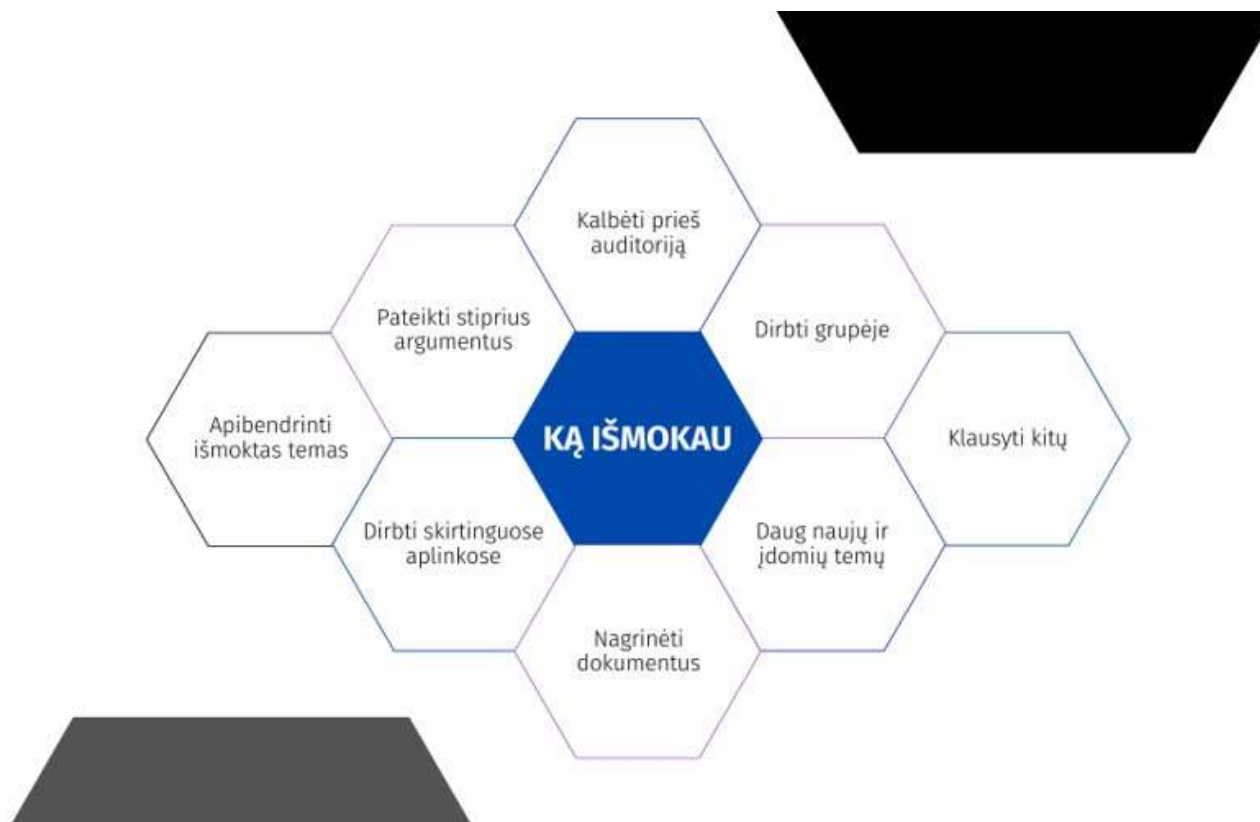 Kalbėti prieš
auditoriją
Pateikti stiprius
argumentus
Dirbti grupėje
Apibendrinti
išmoktas temas
KĄ IŠMOKAU
Klausyti kitų
Dirbti skirtinguose
aplinkose
Daug naujų ir
įdomių temų
Nagrinėti
dokumentus